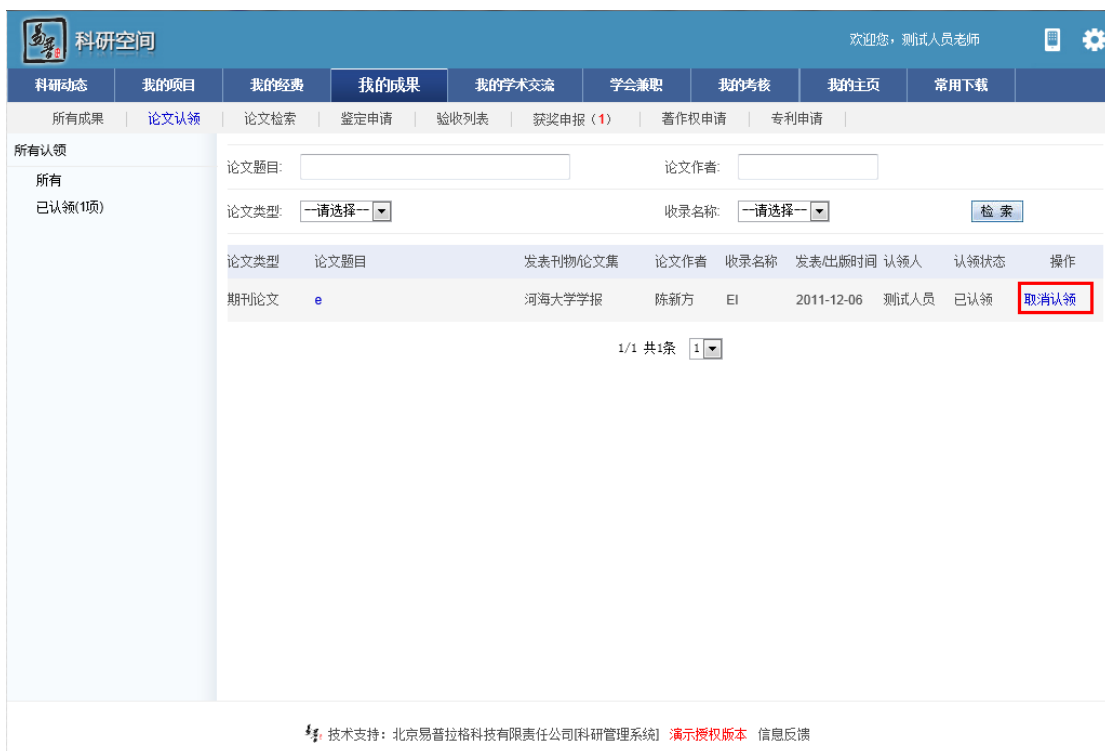 易普 科研空间 欢迎您，测试人员老师
科研动态 我的项目 我的经费 我的成果 我的学术交流 学会兼职 我的考核 我的主页 常用下载
所有成果 论文认领 论文检索 鉴定申请 验收列表 获奖申报（1） 著作权申请 专利申请
所有认领
所有
已认领(1项)
论文题目: 论文作者:
论文类型: --请选择-- 收录名称: --请选择-- 检 索
论文类型 论文题目 发表刊物/论文集 论文作者 收录名称 发表/出版时间 认领人 认领状态 操作
期刊论文 e 河海大学学报 陈新方 EI 2011-12-06 测试人员 已认领 取消认领
1/1 共1条 1
易普 技术支持：北京易普拉格科技有限责任公司[科研管理系统] 演示授权版本 信息反馈